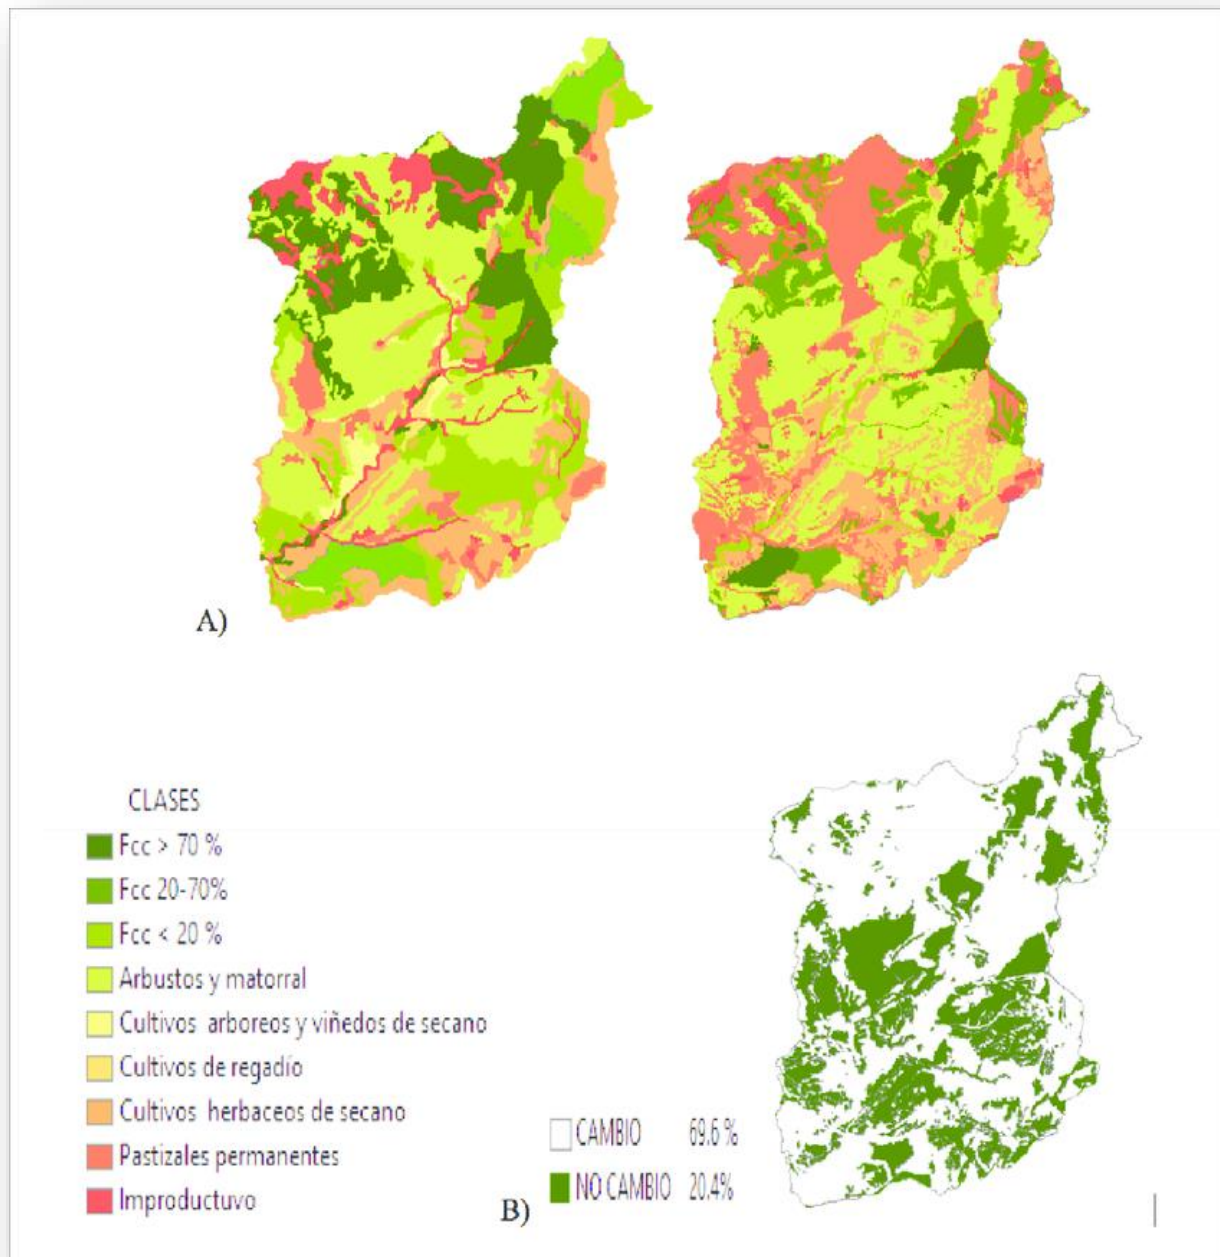 A)
CLASES
Fcc > 70 %
Fcc 20-70%
Fcc < 20 %
Arbustos y matorral
Cultivos arboreos y viñedos de secano
Cultivos de regadío
Cultivos herbaceos de secano
Pastizales permanentes
Improductuvo
CAMBIO 69.6 %
NO CAMBIO 20.4%
B)